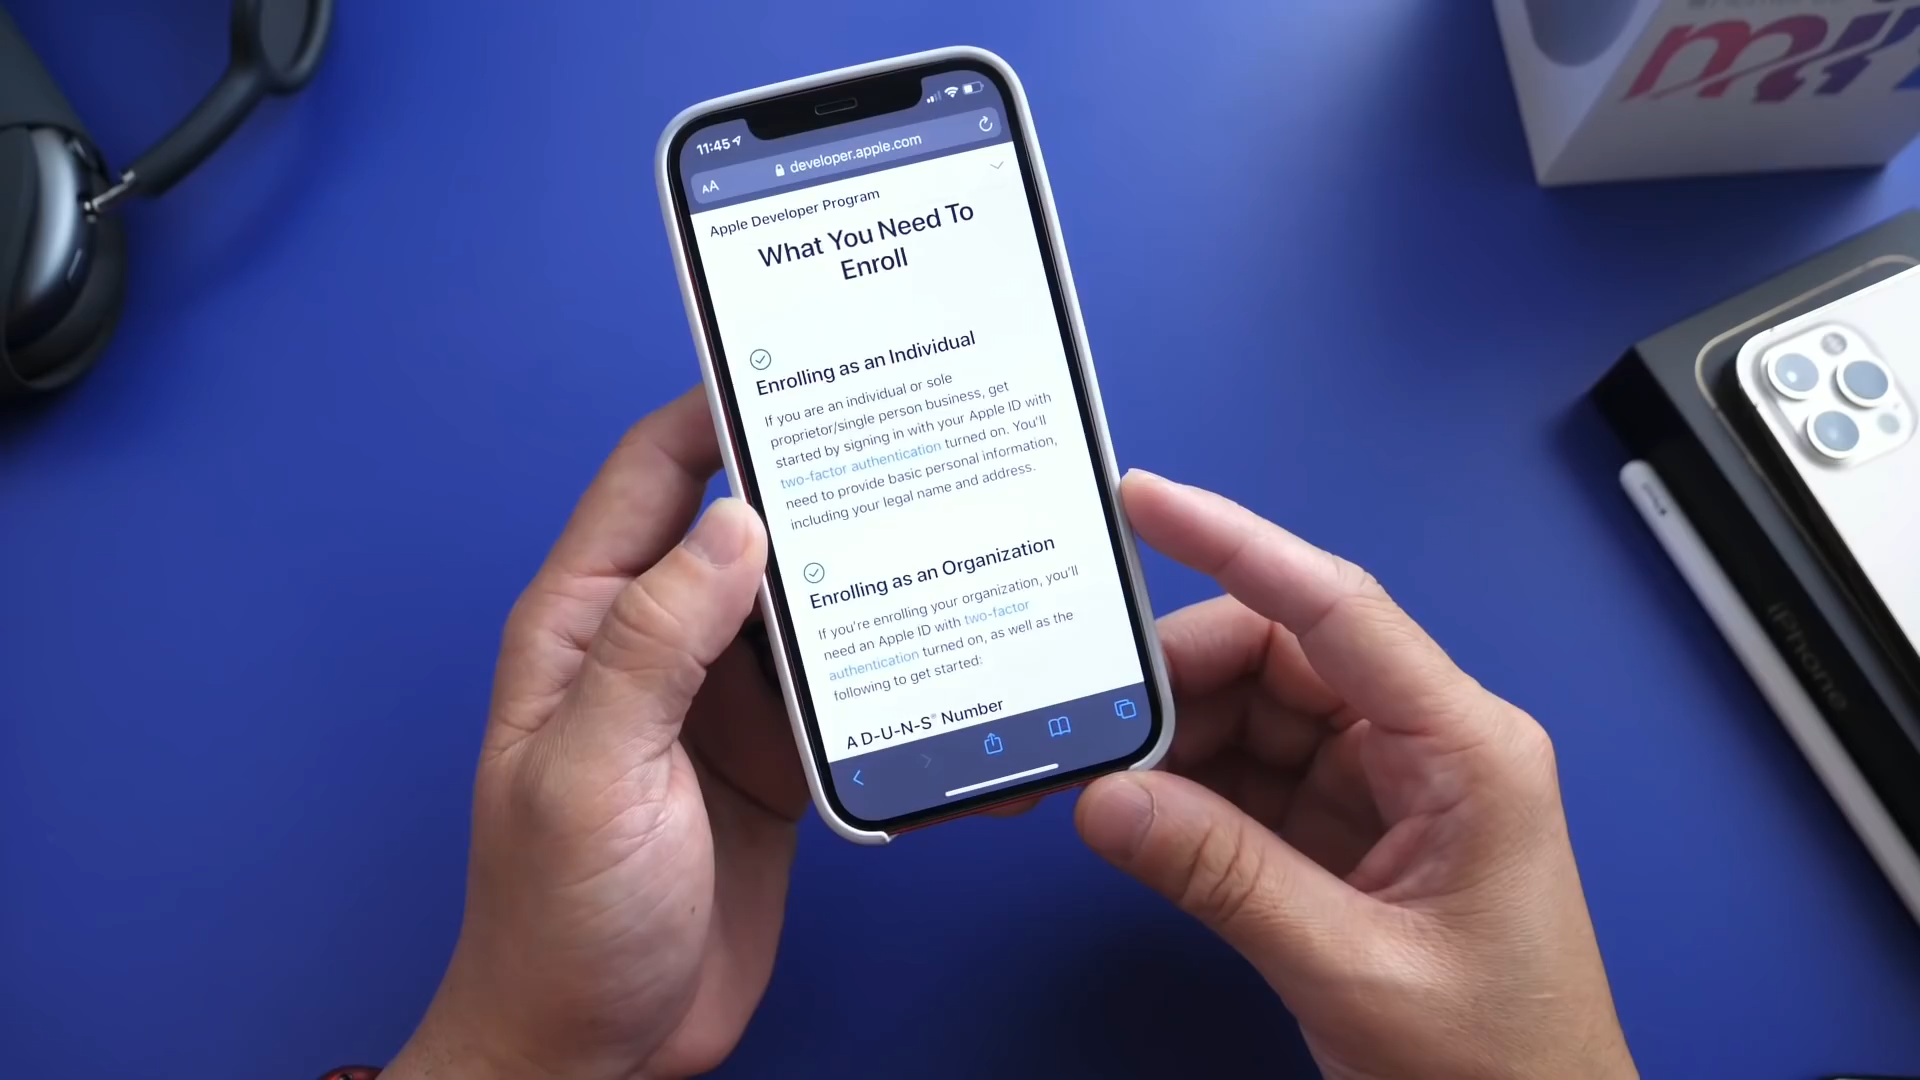 11:45
AA developer.apple.com
Apple Developer Program
What You Need To
Enroll
Enrolling as an Individual
If you are an individual or sole
proprietor/single person business, get
started by signing in with your Apple ID with
two-factor authentication turned on. You'll
need to provide basic personal information,
including your legal name and address.
Enrolling as an Organization
If you're enrolling your organization, you'll
need an Apple ID with two-factor
authentication turned on, as well as the
following to get started:
A D-U-N-S® Number
iPhone